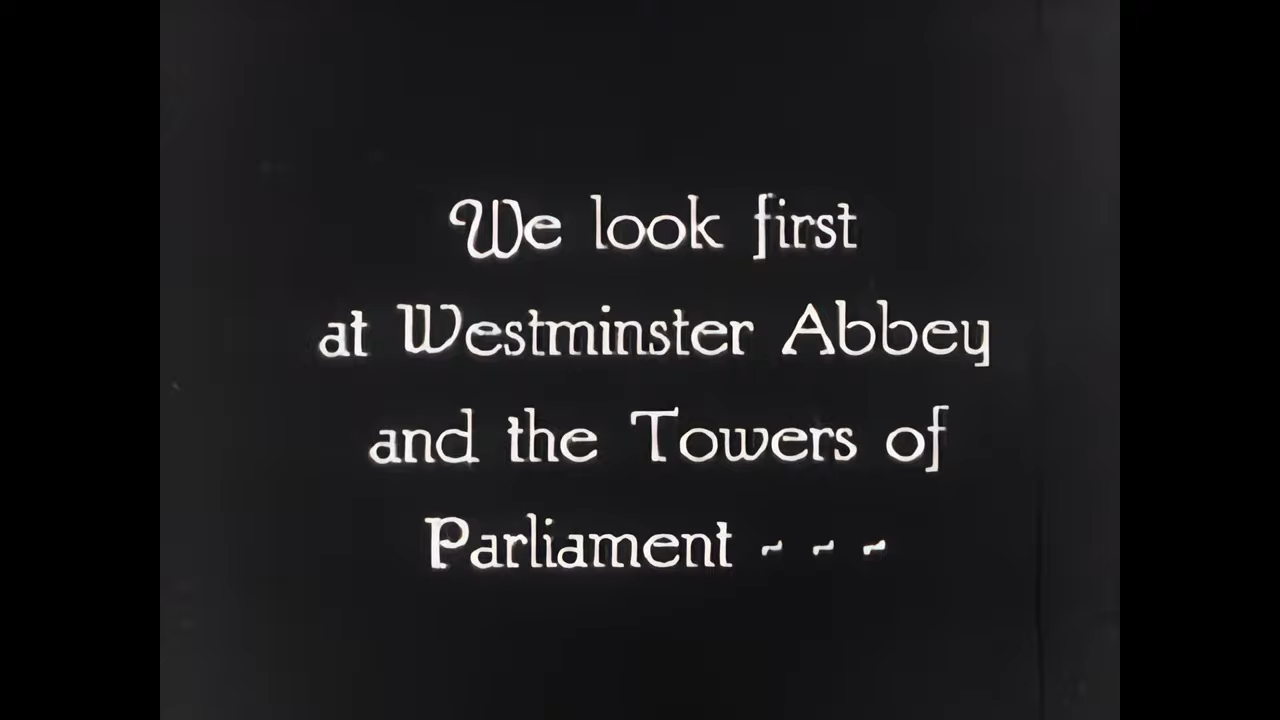 We look first
at Westminster Abbey
and the Towers of
Parliament - - -